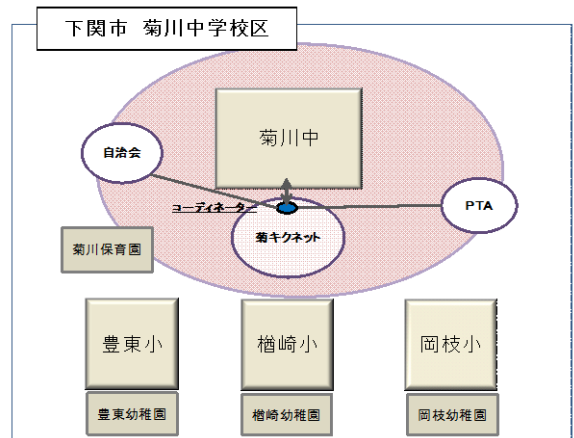 下関市 菊川中学校区
菊川中
自治会
コーディネーター
PTA
菊キクネット
菊川保育園
豊東小
楢崎小
岡枝小
豊東幼稚園
楢崎幼稚園
岡枝幼稚園